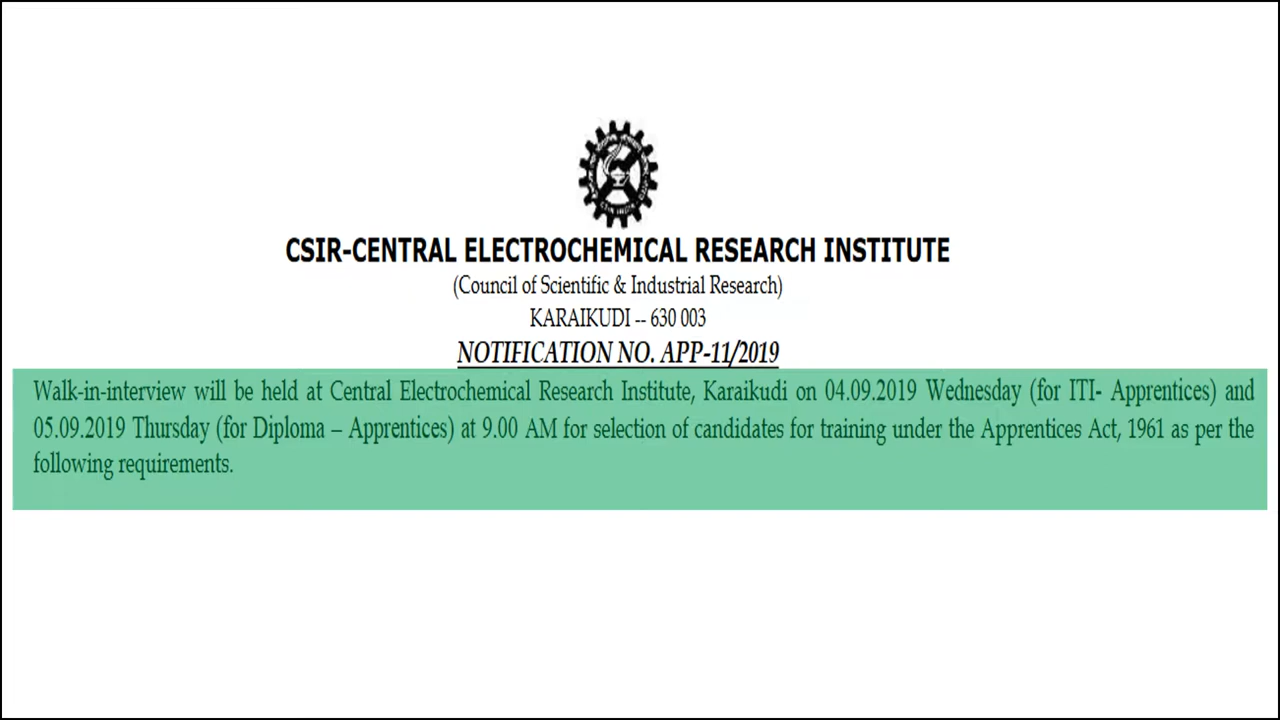 CSIR-CENTRAL ELECTROCHEMICAL RESEARCH INSTITUTE
(Council of Scientific & Industrial Research)
KARAIKUDI -- 630 003
NOTIFICATION NO. APP-11/2019
Walk-in-interview will be held at Central Electrochemical Research Institute, Karaikudi on 04.09.2019 Wednesday (for ITI- Apprentices) and
05.09.2019 Thursday (for Diploma – Apprentices) at 9.00 AM for selection of candidates for training under the Apprentices Act, 1961 as per the
following requirements.